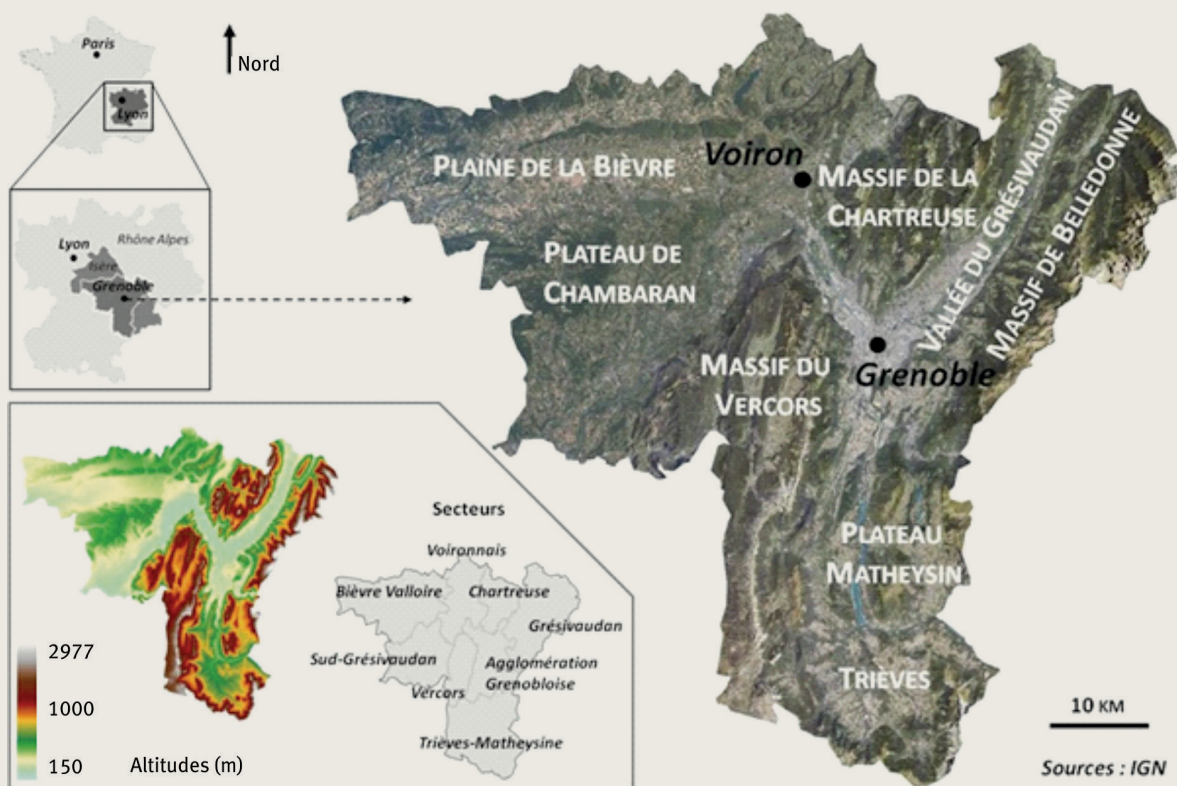 Paris
Lyon
Nord
Lyon
Rhône Alpes
Isère
Grenoble
PLAINE DE LA BIÈVRE
Voiron
MASSIF DE LA
CHARTREUSE
PLATEAU DE
CHAMBARAN
VALLÉE DU GRÉSIVAUDAN
MASSIF DE BELLEDONNE
MASSIF DU
VERCORS
Grenoble
PLATEAU
MATHEYSIN
TRIÈVES
10 KM
Sources : IGN
2977
1000
150
Altitudes (m)
Secteurs
Voironnais
Bièvre Valloire
Chartreuse
Grésivaudan
Sud-Grésivaudan
Agglomération
Grenobloise
Vercors
Trièves-Matheysine